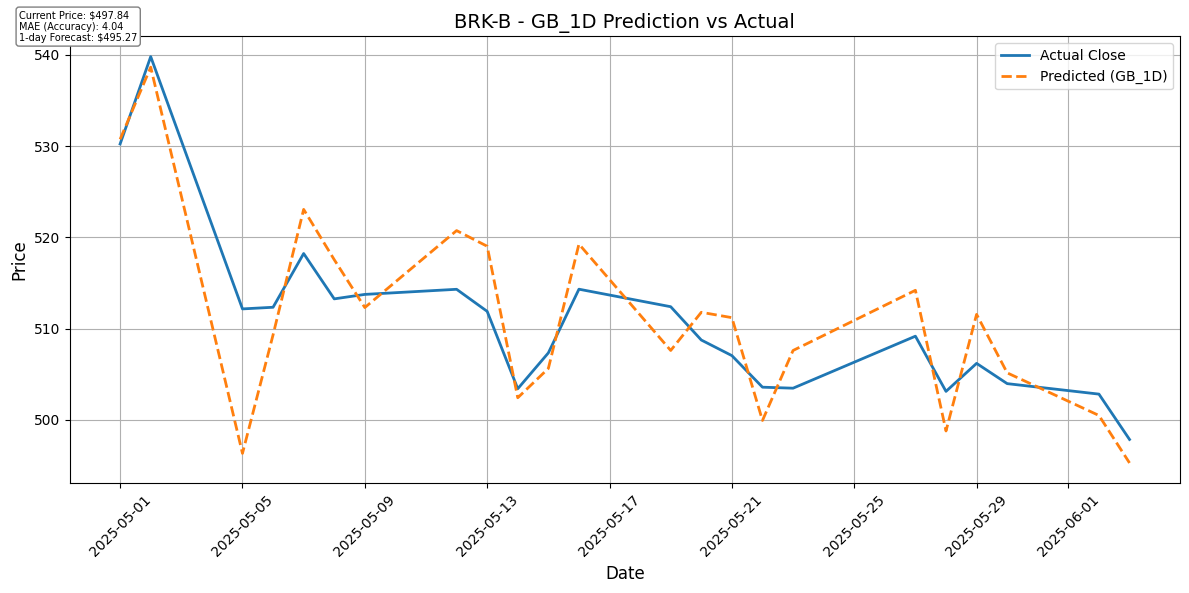 Current Price: $497.84
MAE (Accuracy): 4.04
1-day Forecast: $495.27
BRK-B - GB_1D Prediction vs Actual
Actual Close
Predicted (GB_1D)
Price
540
530
520
510
500
2025-05-01
2025-05-05
2025-05-09
2025-05-13
2025-05-17
2025-05-21
2025-05-25
2025-05-29
2025-06-01
Date